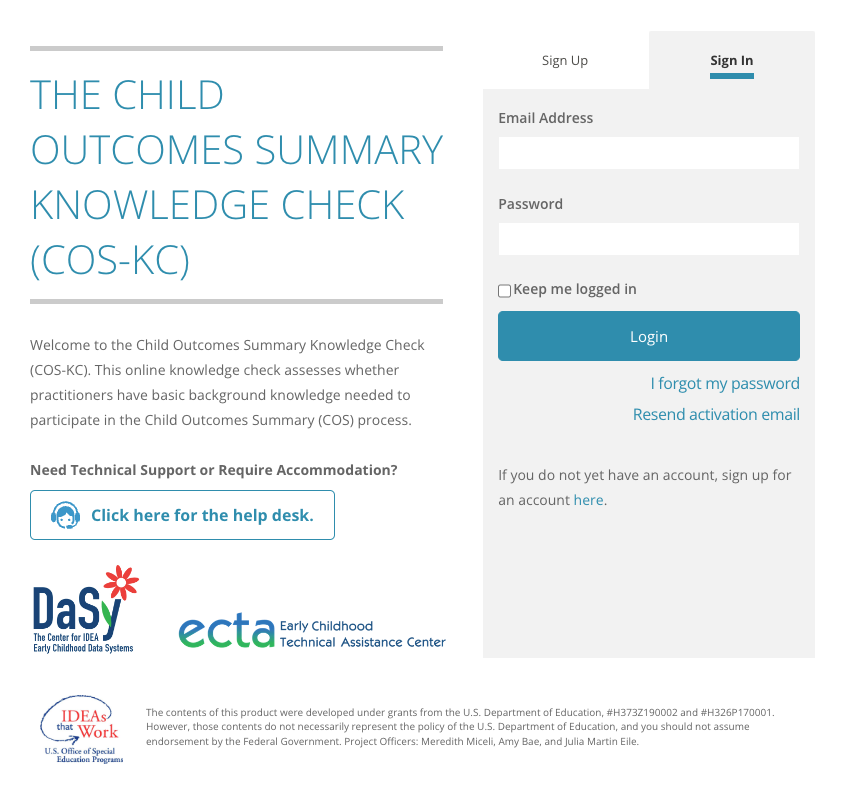 THE CHILD
OUTCOMES SUMMARY
KNOWLEDGE CHECK
(COS-KC)
Welcome to the Child Outcomes Summary Knowledge Check
(COS-KC). This online knowledge check assesses whether
practitioners have basic background knowledge needed to
participate in the Child Outcomes Summary (COS) process.
Need Technical Support or Require Accommodation?
Click here for the help desk.
DaSy
The Center for IDEA
Early Childhood Data Systems
ecta Early Childhood
Technical Assistance Center
Sign Up
Sign In
Email Address
Password
Keep me logged in
Login
I forgot my password
Resend activation email
If you do not yet have an account, sign up for
an account here.
IDEAs
that Work
U.S. Office of Special
Education Programs
The contents of this product were developed under grants from the U.S. Department of Education, #H373Z190002 and #H326P170001.
However, those contents do not necessarily represent the policy of the U.S. Department of Education, and you should not assume
endorsement by the Federal Government. Project Officers: Meredith Miceli, Amy Bae, and Julia Martin Eile.